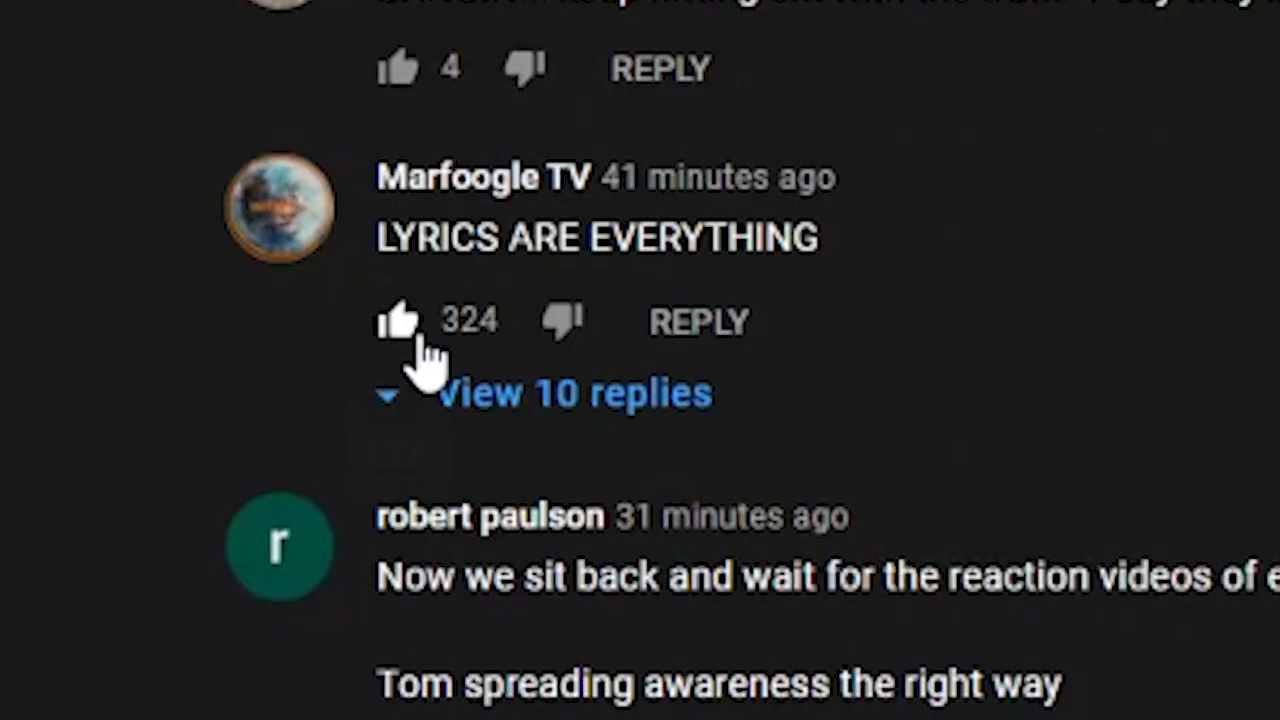 4 REPLY
Marfoogle TV 41 minutes ago
LYRICS ARE EVERYTHING
324 REPLY
View 10 replies
r
robert paulson 31 minutes ago
Now we sit back and wait for the reaction videos of
Tom spreading awareness the right way